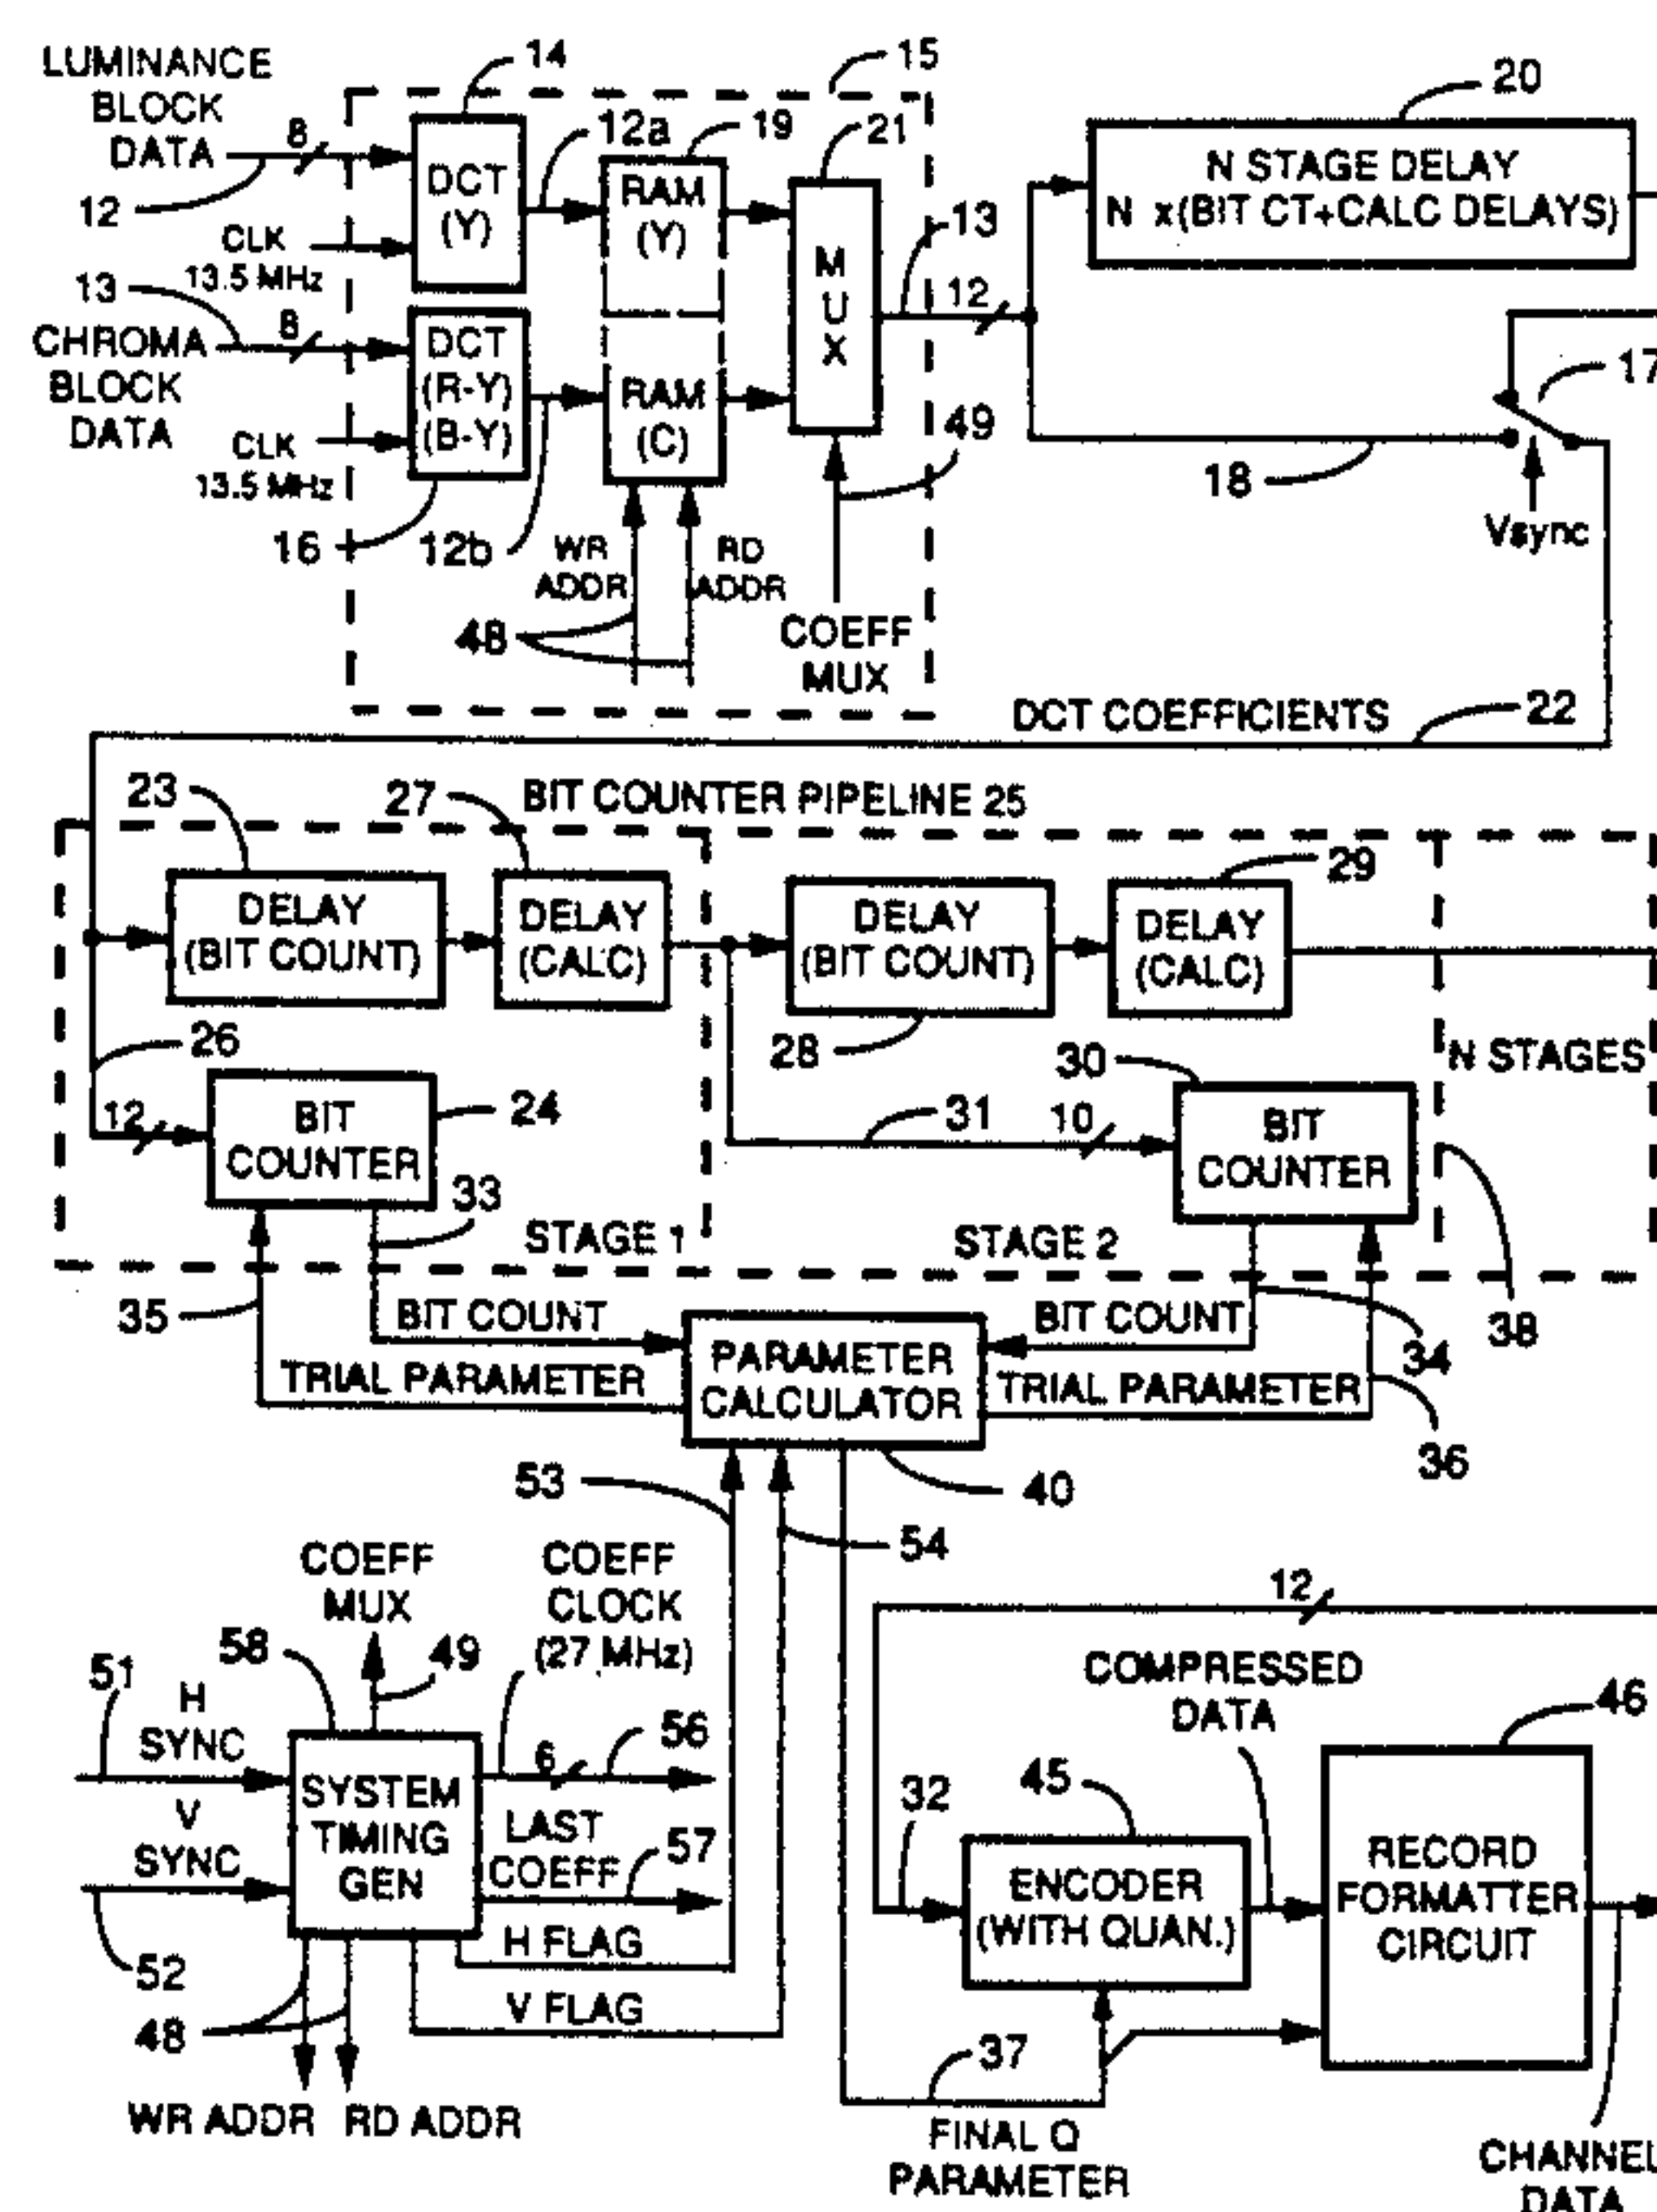 LUMINANCE
BLOCK
DATA
8
12
CLK
13.5 MHz
13
8
CHROMA
BLOCK
DATA
CLK
13.5 MHz
14
DCT
(Y)
DCT
(R-Y)
(B-Y)
16
12a
12b
19
RAM
(Y)
RAM
(C)
WR
ADDR
RD
ADDR
48
15
21
MUX
13
12
49
COEFF
MUX
20
N STAGE DELAY
N x(BIT CT+CALC DELAYS)
17
18
Vsync
DCT COEFFICIENTS
22
BIT COUNTER PIPELINE 25
23
DELAY
(BIT COUNT)
27
DELAY
(CALC)
DELAY
(BIT COUNT)
28
29
DELAY
(CALC)
N STAGES
26
12
BIT
COUNTER
24
33
STAGE 1
31
10
30
BIT
COUNTER
STAGE 2
38
35
BIT COUNT
TRIAL PARAMETER
PARAMETER
CALCULATOR
BIT COUNT
34
TRIAL PARAMETER
36
53
40
54
COEFF
MUX
COEFF
CLOCK
(27 MHz)
58
49
51
H
SYNC
V
SYNC
52
SYSTEM
TIMING
GEN
6
56
LAST
COEFF
57
H FLAG
V FLAG
48
WR ADDR
RD ADDR
12
COMPRESSED
DATA
46
32
45
ENCODER
(WITH QUAN.)
RECORD
FORMATTER
CIRCUIT
37
FINAL Q
PARAMETER
CHANNEL
DATA